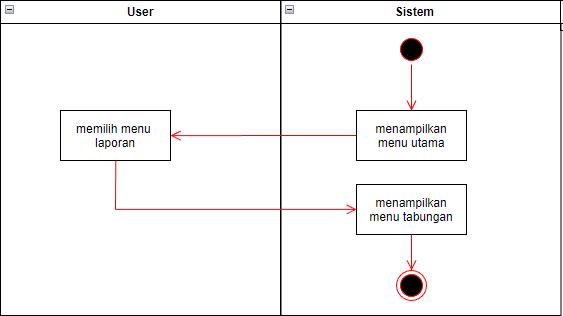 User
Sistem
menampilkan
menu utama
memilih menu
laporan
menampilkan
menu tabungan